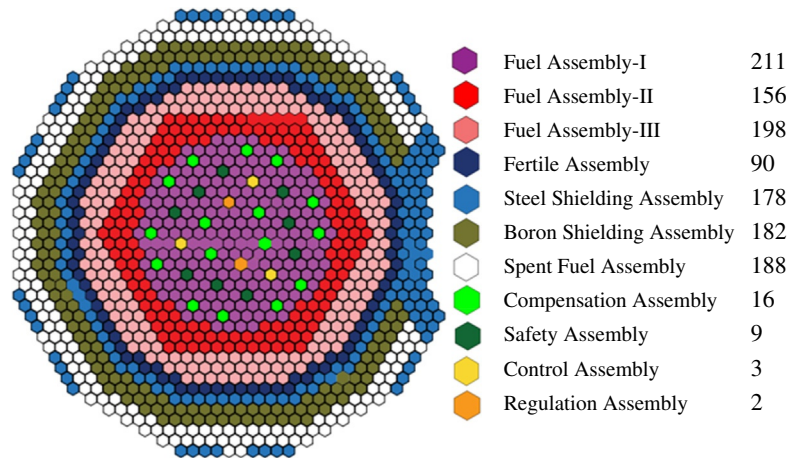 Fuel Assembly-I 211
Fuel Assembly-II 156
Fuel Assembly-III 198
Fertile Assembly 90
Steel Shielding Assembly 178
Boron Shielding Assembly 182
Spent Fuel Assembly 188
Compensation Assembly 16
Safety Assembly 9
Control Assembly 3
Regulation Assembly 2